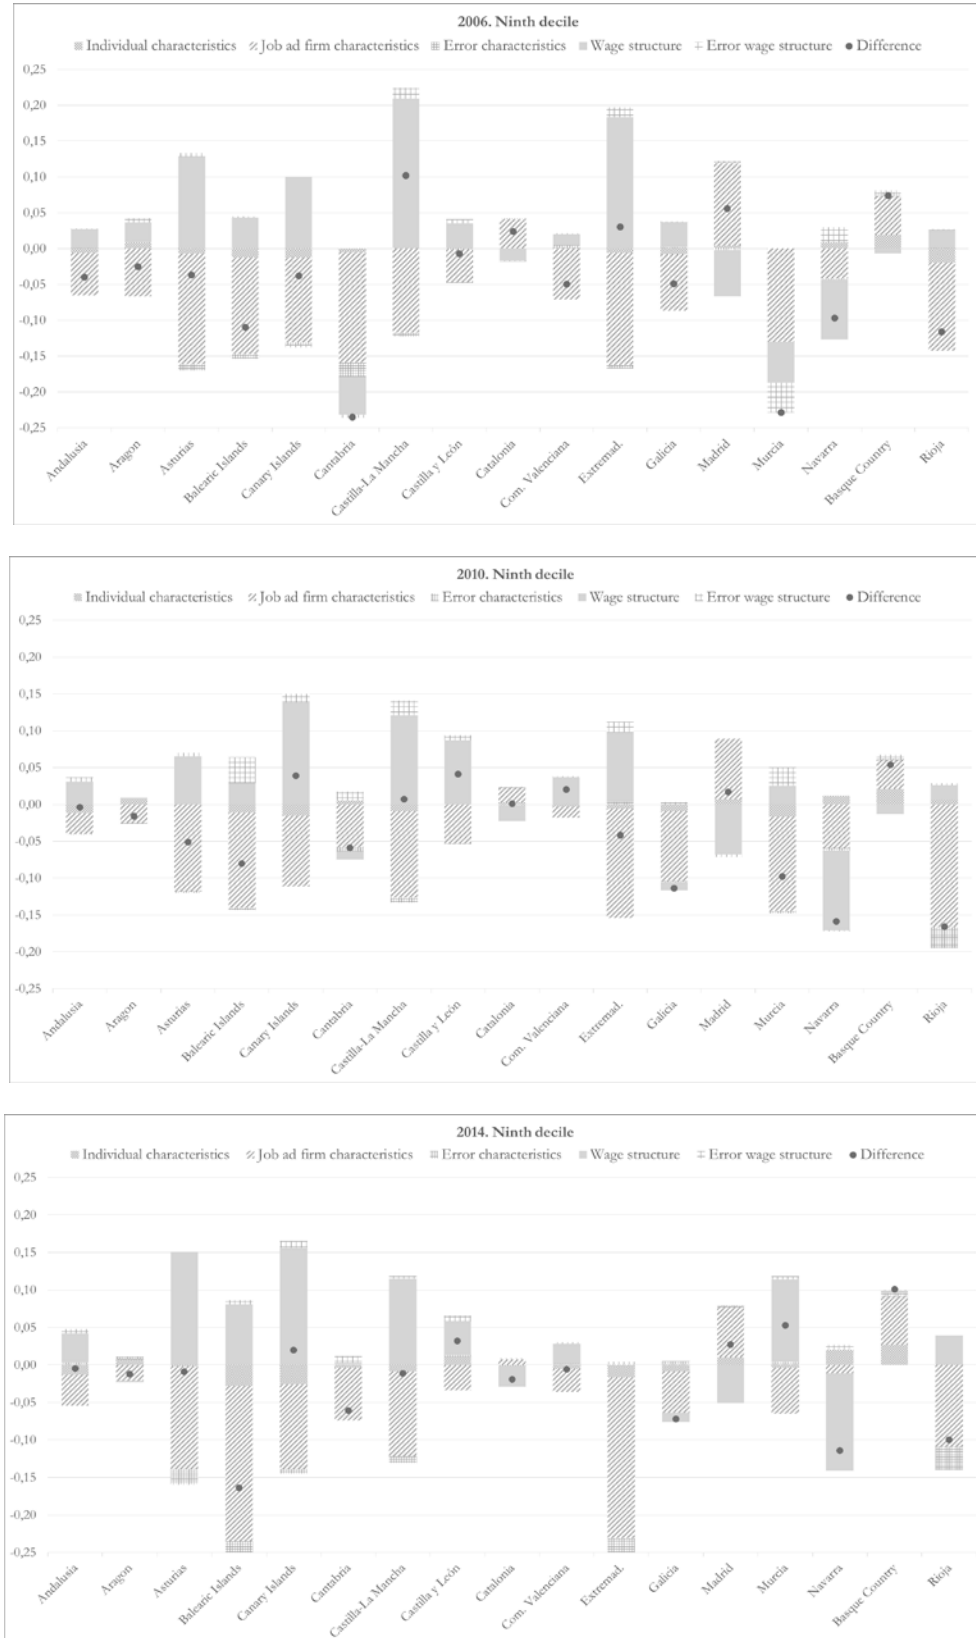 2006. Ninth decile
Individual characteristics Job ad firm characteristics Error characteristics Wage structure Error wage structure Difference
0,25
0,20
0,15
0,10
0,05
0,00
-0,05
-0,10
-0,15
-0,20
-0,25
Andalusia
Aragon
Asturias
Balearic Islands
Canary Islands
Cantabria
Castilla-La Mancha
Castilla y León
Catalonia
Com. Valenciana
Extremad.
Galicia
Madrid
Murcia
Navarra
Basque Country
Rioja
2010. Ninth decile
Individual characteristics Job ad firm characteristics Error characteristics Wage structure Error wage structure Difference
0,25
0,20
0,15
0,10
0,05
0,00
-0,05
-0,10
-0,15
-0,20
-0,25
Andalusia
Aragon
Asturias
Balearic Islands
Canary Islands
Cantabria
Castilla-La Mancha
Castilla y León
Catalonia
Com. Valenciana
Extremad.
Galicia
Madrid
Murcia
Navarra
Basque Country
Rioja
2014. Ninth decile
Individual characteristics Job ad firm characteristics Error characteristics Wage structure Error wage structure Difference
0,25
0,20
0,15
0,10
0,05
0,00
-0,05
-0,10
-0,15
-0,20
-0,25
Andalusia
Aragon
Asturias
Balearic Islands
Canary Islands
Cantabria
Castilla-La Mancha
Castilla y León
Catalonia
Com. Valenciana
Extremad.
Galicia
Madrid
Murcia
Navarra
Basque Country
Rioja